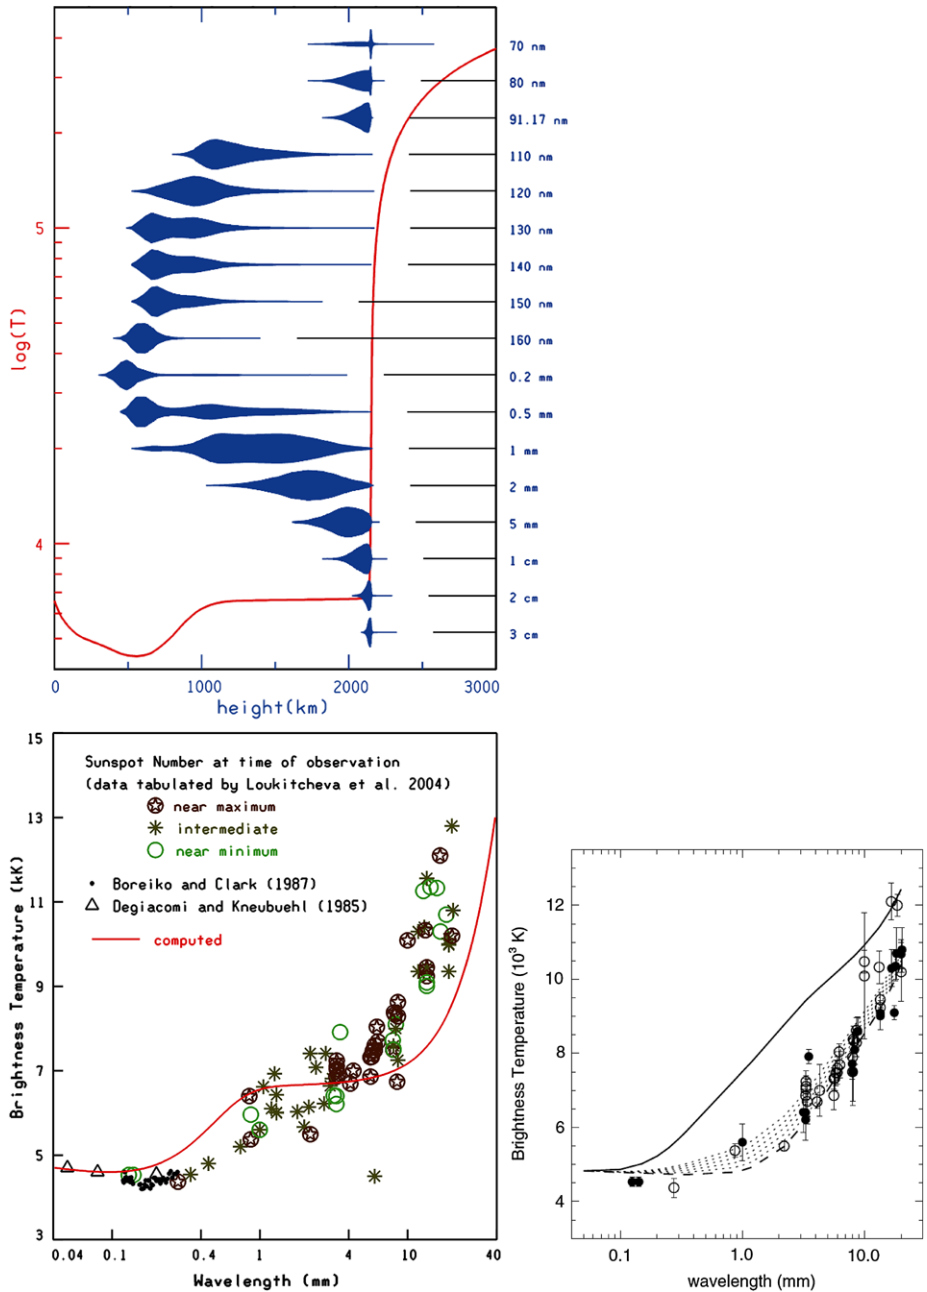 70 nm
80 nm
91.17 nm
110 nm
120 nm
5
130 nm
140 nm
150 nm
log(T)
160 nm
0.2 mm
0.5 mm
1 mm
2 mm
5 mm
4
1 cm
2 cm
3 cm
0 1000 2000 3000
height(km)
15
Sunspot Number at time of observation
(data tabulated by Loukitcheva et al. 2004)
near maximum
13
intermediate
near minimum
Boreiko and Clark (1987)
Degiacomi and Kneubuehl (1985)
11
computed
9
7
5
3
Brightness Temperature (kK)
0.04 0.1 0.4 1 4 10 40
Wavelength (mm)
12
10
8
6
4
Brightness Temperature (10³ K)
0.1 1.0 10.0
wavelength (mm)